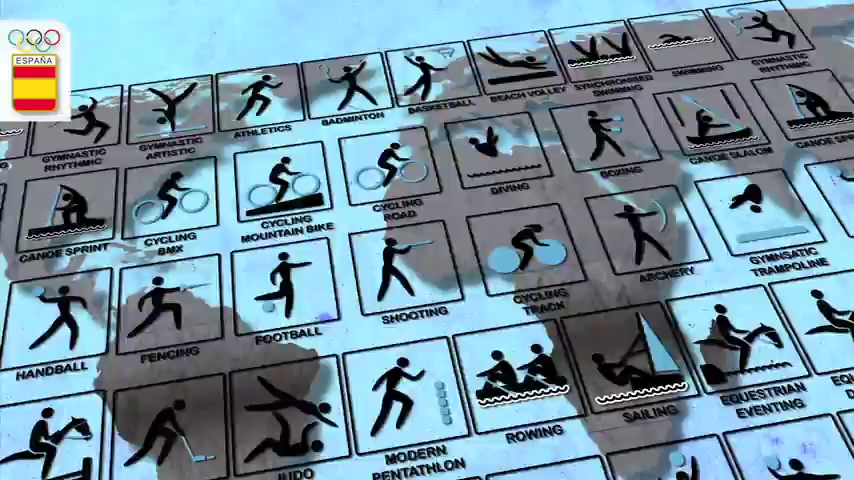 ESPAÑA
GYMNASTIC
RHYTHMIC
GYMNASTIC
ARTISTIC
ATHLETICS
BADMINTON
BASKETBALL
BEACH VOLLEY
SYNCHRONISED
SWIMMING
SWIMMING
GYMNASTIC
RHYTHMIC
CANOE SPRINT
CYCLING
BMX
CYCLING
MOUNTAIN BIKE
CYCLING
ROAD
DIVING
BOXING
CANOE SLALOM
CANOE SPR
HANDBALL
FENCING
FOOTBALL
SHOOTING
CYCLING
TRACK
ARCHERY
GYMNSATIC
TRAMPOLINE
JUDO
MODERN
PENTATHLON
ROWING
SAILING
EQUESTRIAN
EVENTING